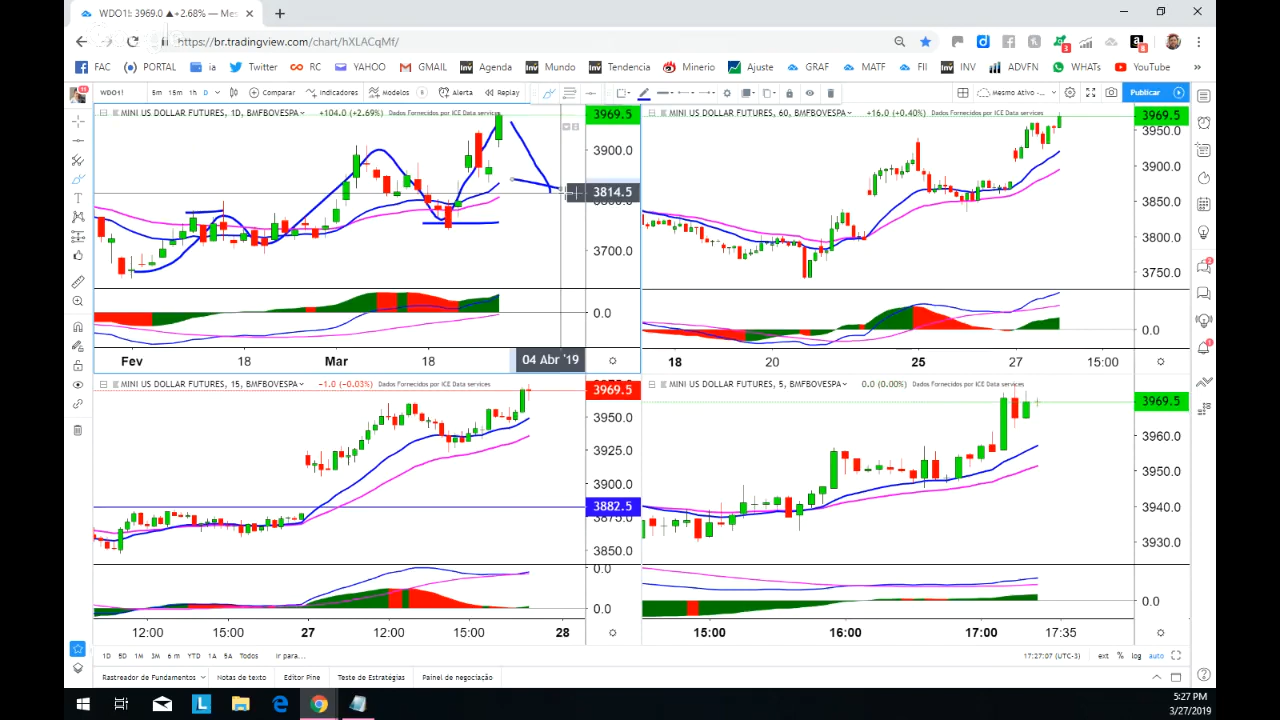 WDO1! 3969.0 ▲+2.68% — Mes
https://br.tradingview.com/chart/hXLACqMf/
FAC
PORTAL
ia
Twitter
RC
YAHOO
GMAIL
Agenda
Mundo
Tendencia
Minerio
Ajuste
GRAF
MATF
FII
INV
ADVFN
WHATs
YouTube
WDO1! 5m 15m 1h D Comparar Indicadores Modelos Alerta Replay Mesmo Ativo Publicar
MINI US DOLLAR FUTURES, 1D, BMFBOVESPA +104.0 (+2.69%) Dados Fornecidos por ICE Data services
3969.5
3900.0
3814.5
3700.0
0.0
Fev 18 Mar 18 04 Abr '19
MINI US DOLLAR FUTURES, 60, BMFBOVESPA +16.0 (+0.40%) Dados Fornecidos por ICE Data services
3969.5
3950.0
3900.0
3850.0
3800.0
3750.0
0.0
18 20 25 27 15:00
MINI US DOLLAR FUTURES, 15, BMFBOVESPA -1.0 (-0.03%) Dados Fornecidos por ICE Data services
3969.5
3950.0
3925.0
3900.0
3882.5
3850.0
0.0
0.0
12:00 15:00 27 12:00 15:00 28
MINI US DOLLAR FUTURES, 5, BMFBOVESPA 0.0 (0.00%) Dados Fornecidos por ICE Data services
3969.5
3960.0
3950.0
3940.0
3930.0
0.0
15:00 16:00 17:00 17:35
1D 5D 1M 3M 6 m YTD 1A 5A Todos Ir para... 17:27:07 (UTC-3) ext % log auto
Rastreador de Fundamentos Notas de texto Editor Pine Teste de Estratégias Painel de negociação
5:27 PM
3/27/2019